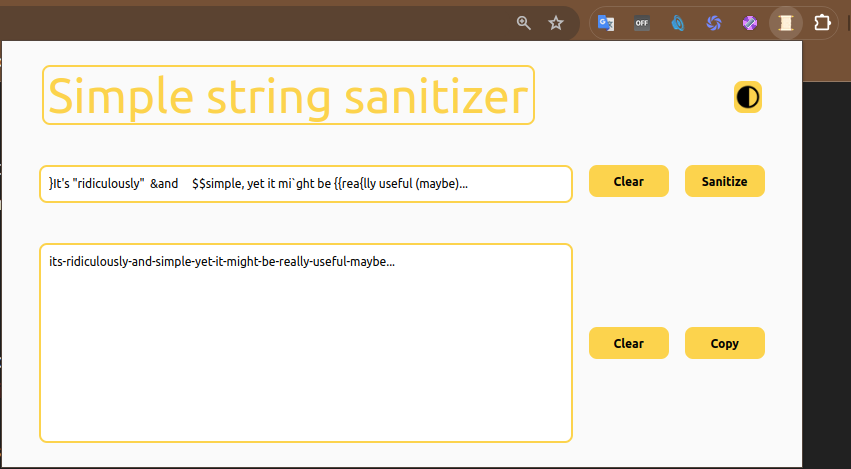 OFF
Simple string sanitizer
}It's "ridiculously"  &and    $$simple, yet it mi`ght be {{rea{lly useful (maybe)...
Clear
Sanitize
its-ridiculously-and-simple-yet-it-might-be-really-useful-maybe...
Clear
Copy